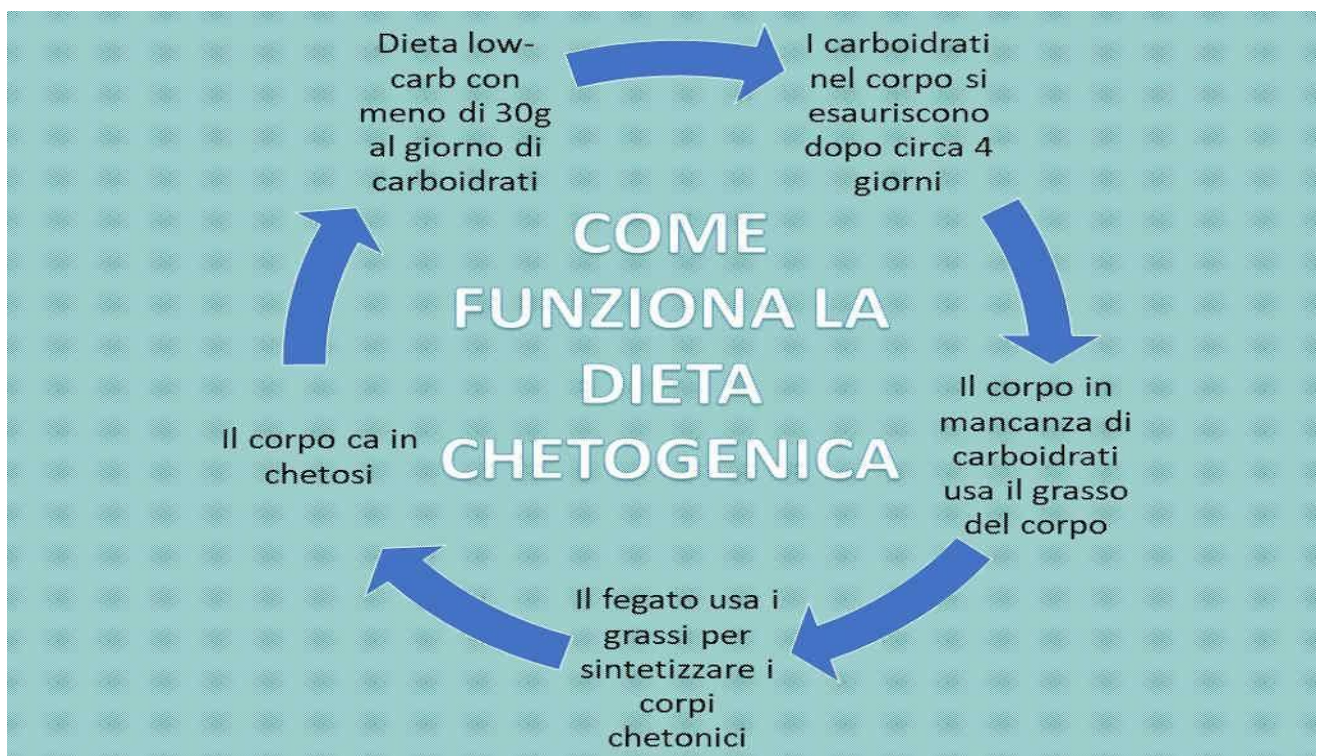 Dieta low-
carb con
meno di 30g
al giorno di
carboidrati
I carboidrati
nel corpo si
esauriscono
dopo circa 4
giorni
COME
FUNZIONA LA
DIETA
CHETOGENICA
Il corpo in
mancanza di
carboidrati
usa il grasso
del corpo
Il fegato usa i
grassi per
sintetizzare i
corpi
chetonici
Il corpo ca in
chetosi